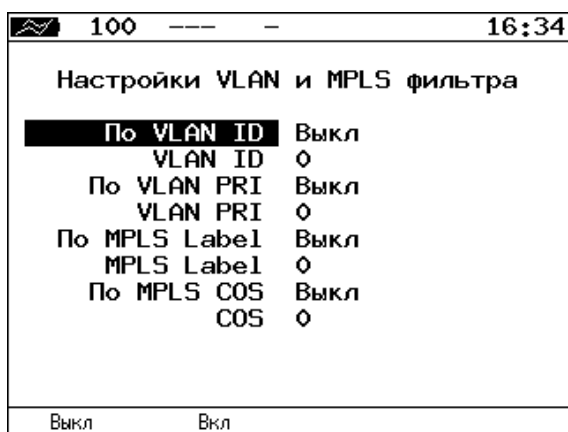 100 --- - 16:34
Настройки VLAN и MPLS фильтра
По VLAN ID Выкл
VLAN ID 0
По VLAN PRI Выкл
VLAN PRI 0
По MPLS Label Выкл
MPLS Label 0
По MPLS COS Выкл
COS 0
Выкл Вкл